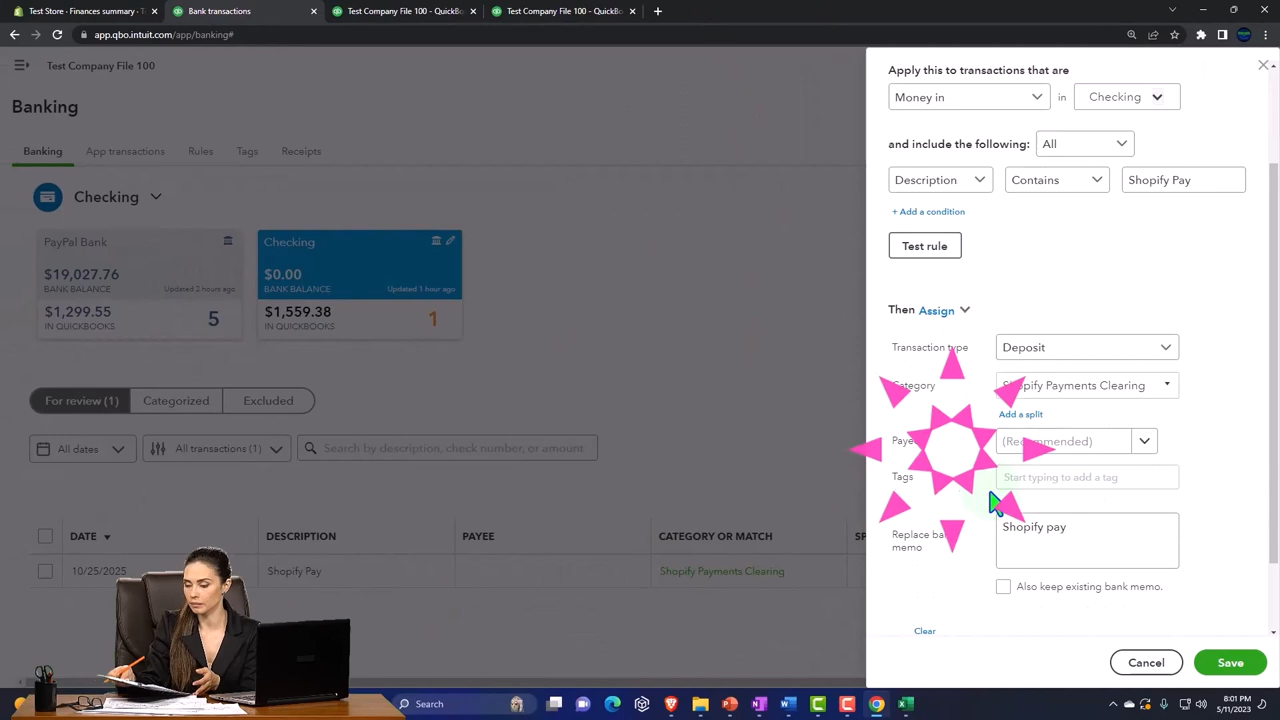 Test Store - Finances summary -
Bank transactions
Test Company File 100 - QuickBo
Test Company File 100 - QuickBo
app.qbo.intuit.com/app/banking#
Test Company File 100
Banking
Banking App transactions Rules Tags Receipts
Checking
PayPal Bank
$19,027.76
BANK BALANCE Updated 2 hours ago
$1,299.55
IN QUICKBOOKS 5
Checking
$0.00
BANK BALANCE Updated 1 hour ago
$1,559.38
IN QUICKBOOKS 1
For review (1) Categorized Excluded
All dates All transactions (1) Search by description, check number, or amount
DATE DESCRIPTION PAYEE CATEGORY OR MATCH SP
10/25/2025 Shopify Pay Shopify Payments Clearing
Apply this to transactions that are
Money in in Checking
and include the following: All
Description Contains Shopify Pay
+ Add a condition
Test rule
Then Assign
Transaction type Deposit
Category Shopify Payments Clearing
Add a split
Payee (Recommended)
Tags Start typing to add a tag
Replace bank
memo
Shopify pay
Also keep existing bank memo.
Clear
Cancel Save
Search
8:01 PM
5/11/2023